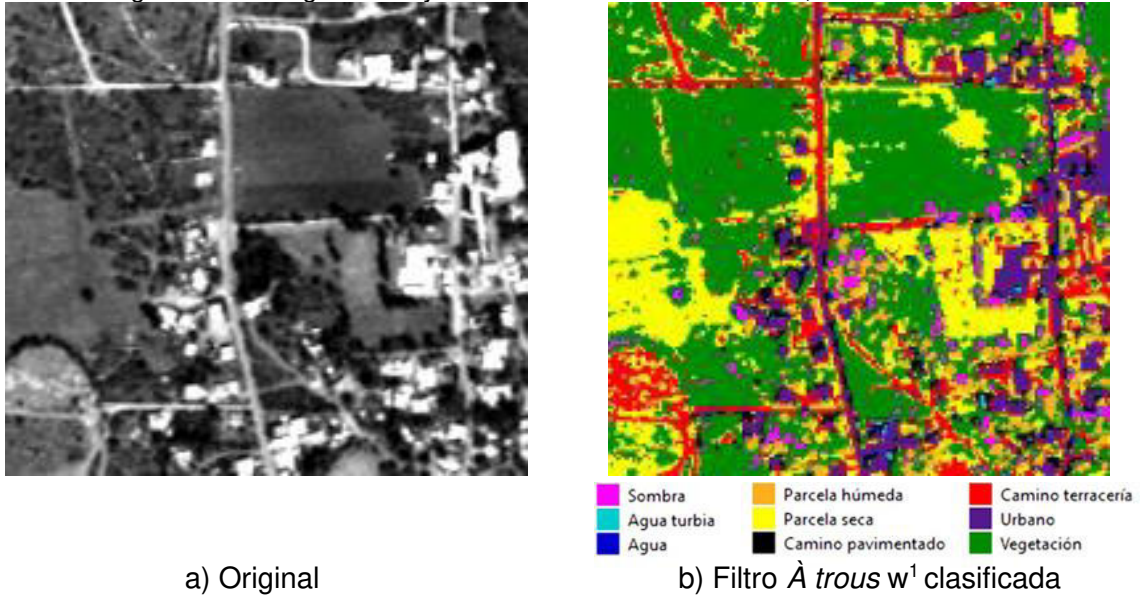 Sombra
Parcela húmeda
Camino terracería
Agua turbia
Parcela seca
Urbano
Agua
Camino pavimentado
Vegetación
a) Original
b) Filtro À trous w¹ clasificada